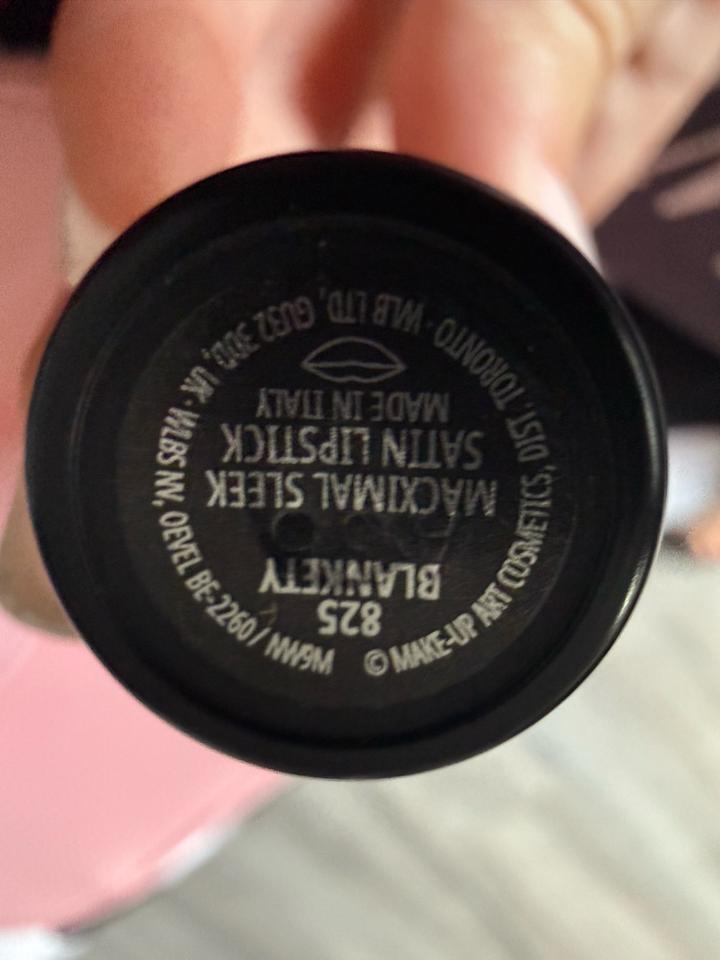 825
BLANKETY
MACXIMAL SLEEK
SATIN LIPSTICK
MADE IN ITALY
© MAKE-UP ART COSMETICS, DIST. TORONTO · WLB LTD, GU32 3DQ, UK · WLBS NV, OEVEL BE-2260 / NW9M